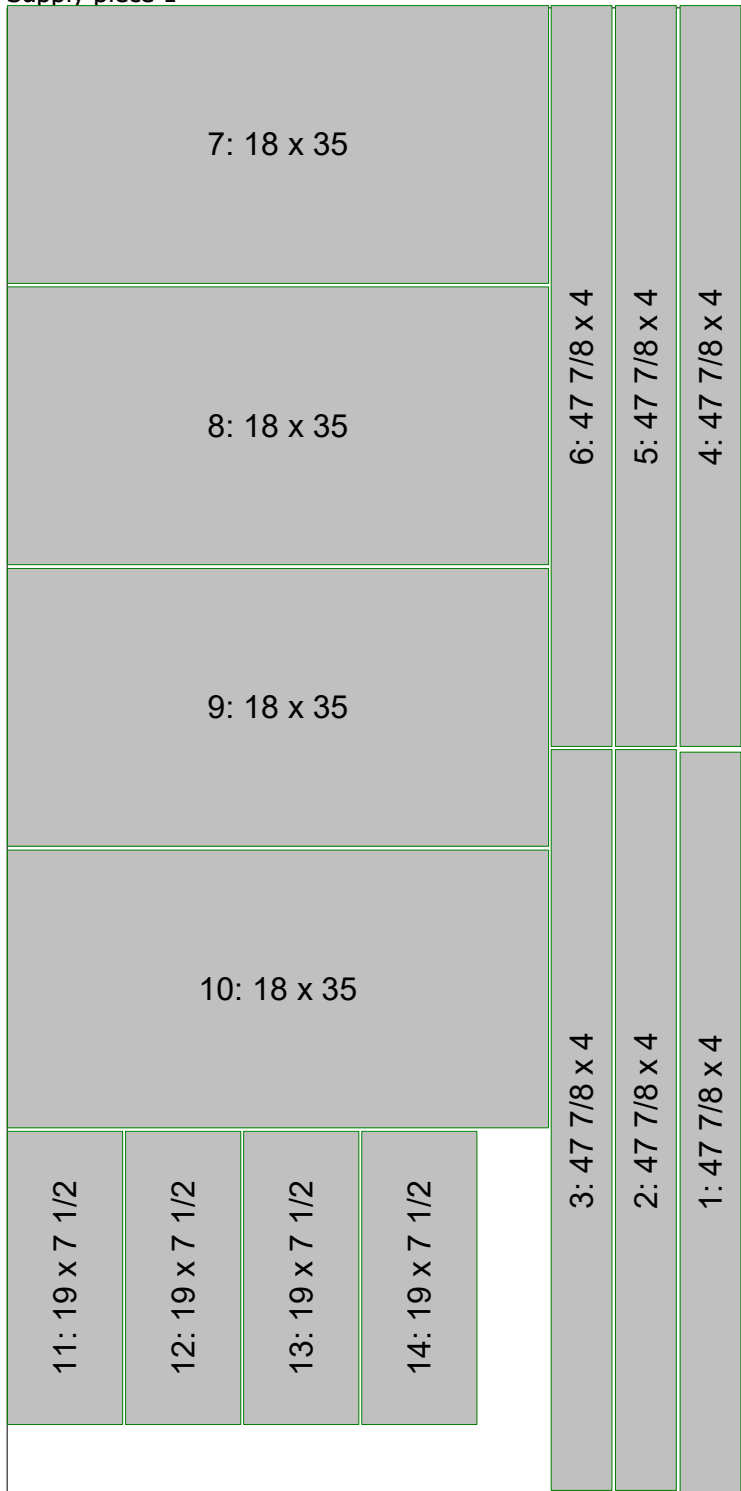 Supply piece 1
7: 18 x 35
8: 18 x 35
9: 18 x 35
10: 18 x 35
6: 47 7/8 x 4
5: 47 7/8 x 4
4: 47 7/8 x 4
3: 47 7/8 x 4
2: 47 7/8 x 4
1: 47 7/8 x 4
11: 19 x 7 1/2
12: 19 x 7 1/2
13: 19 x 7 1/2
14: 19 x 7 1/2